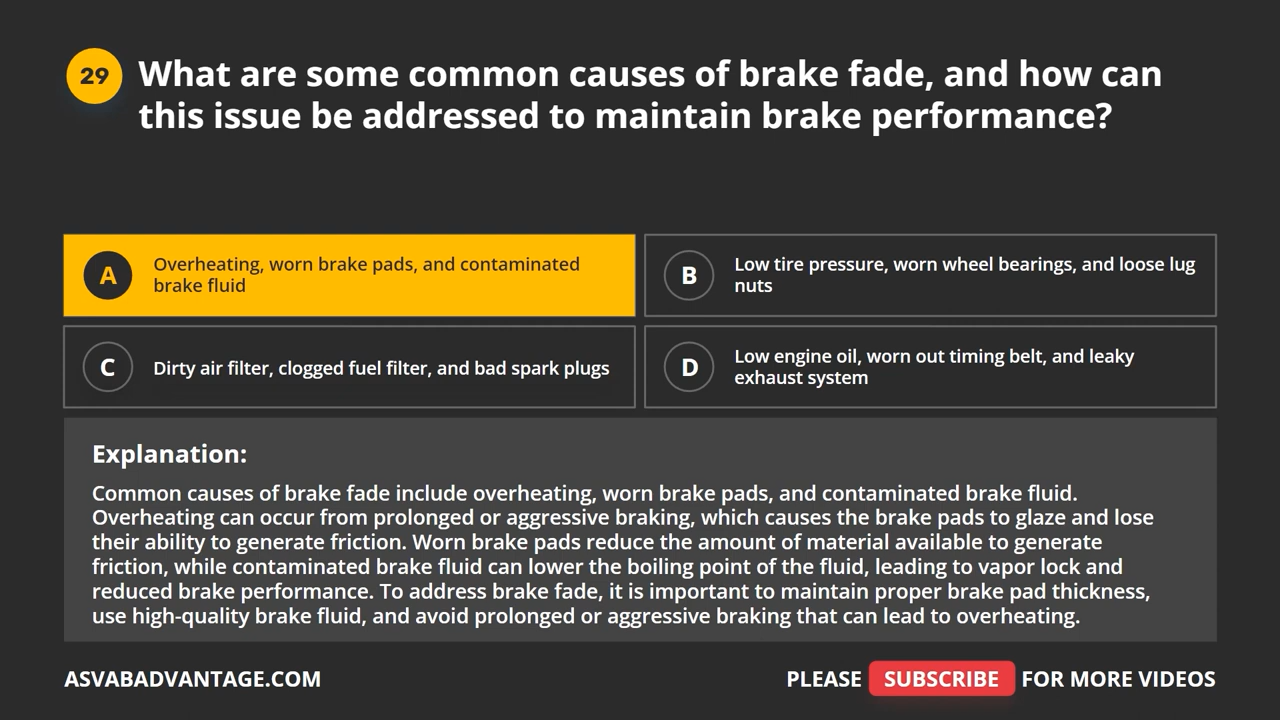 29
What are some common causes of brake fade, and how can
this issue be addressed to maintain brake performance?
A
Overheating, worn brake pads, and contaminated
brake fluid
B
Low tire pressure, worn wheel bearings, and loose lug
nuts
C
Dirty air filter, clogged fuel filter, and bad spark plugs
D
Low engine oil, worn out timing belt, and leaky
exhaust system
Explanation:
Common causes of brake fade include overheating, worn brake pads, and contaminated brake fluid.
Overheating can occur from prolonged or aggressive braking, which causes the brake pads to glaze and lose
their ability to generate friction. Worn brake pads reduce the amount of material available to generate
friction, while contaminated brake fluid can lower the boiling point of the fluid, leading to vapor lock and
reduced brake performance. To address brake fade, it is important to maintain proper brake pad thickness,
use high-quality brake fluid, and avoid prolonged or aggressive braking that can lead to overheating.
ASVABADVANTAGE.COM
PLEASE SUBSCRIBE FOR MORE VIDEOS